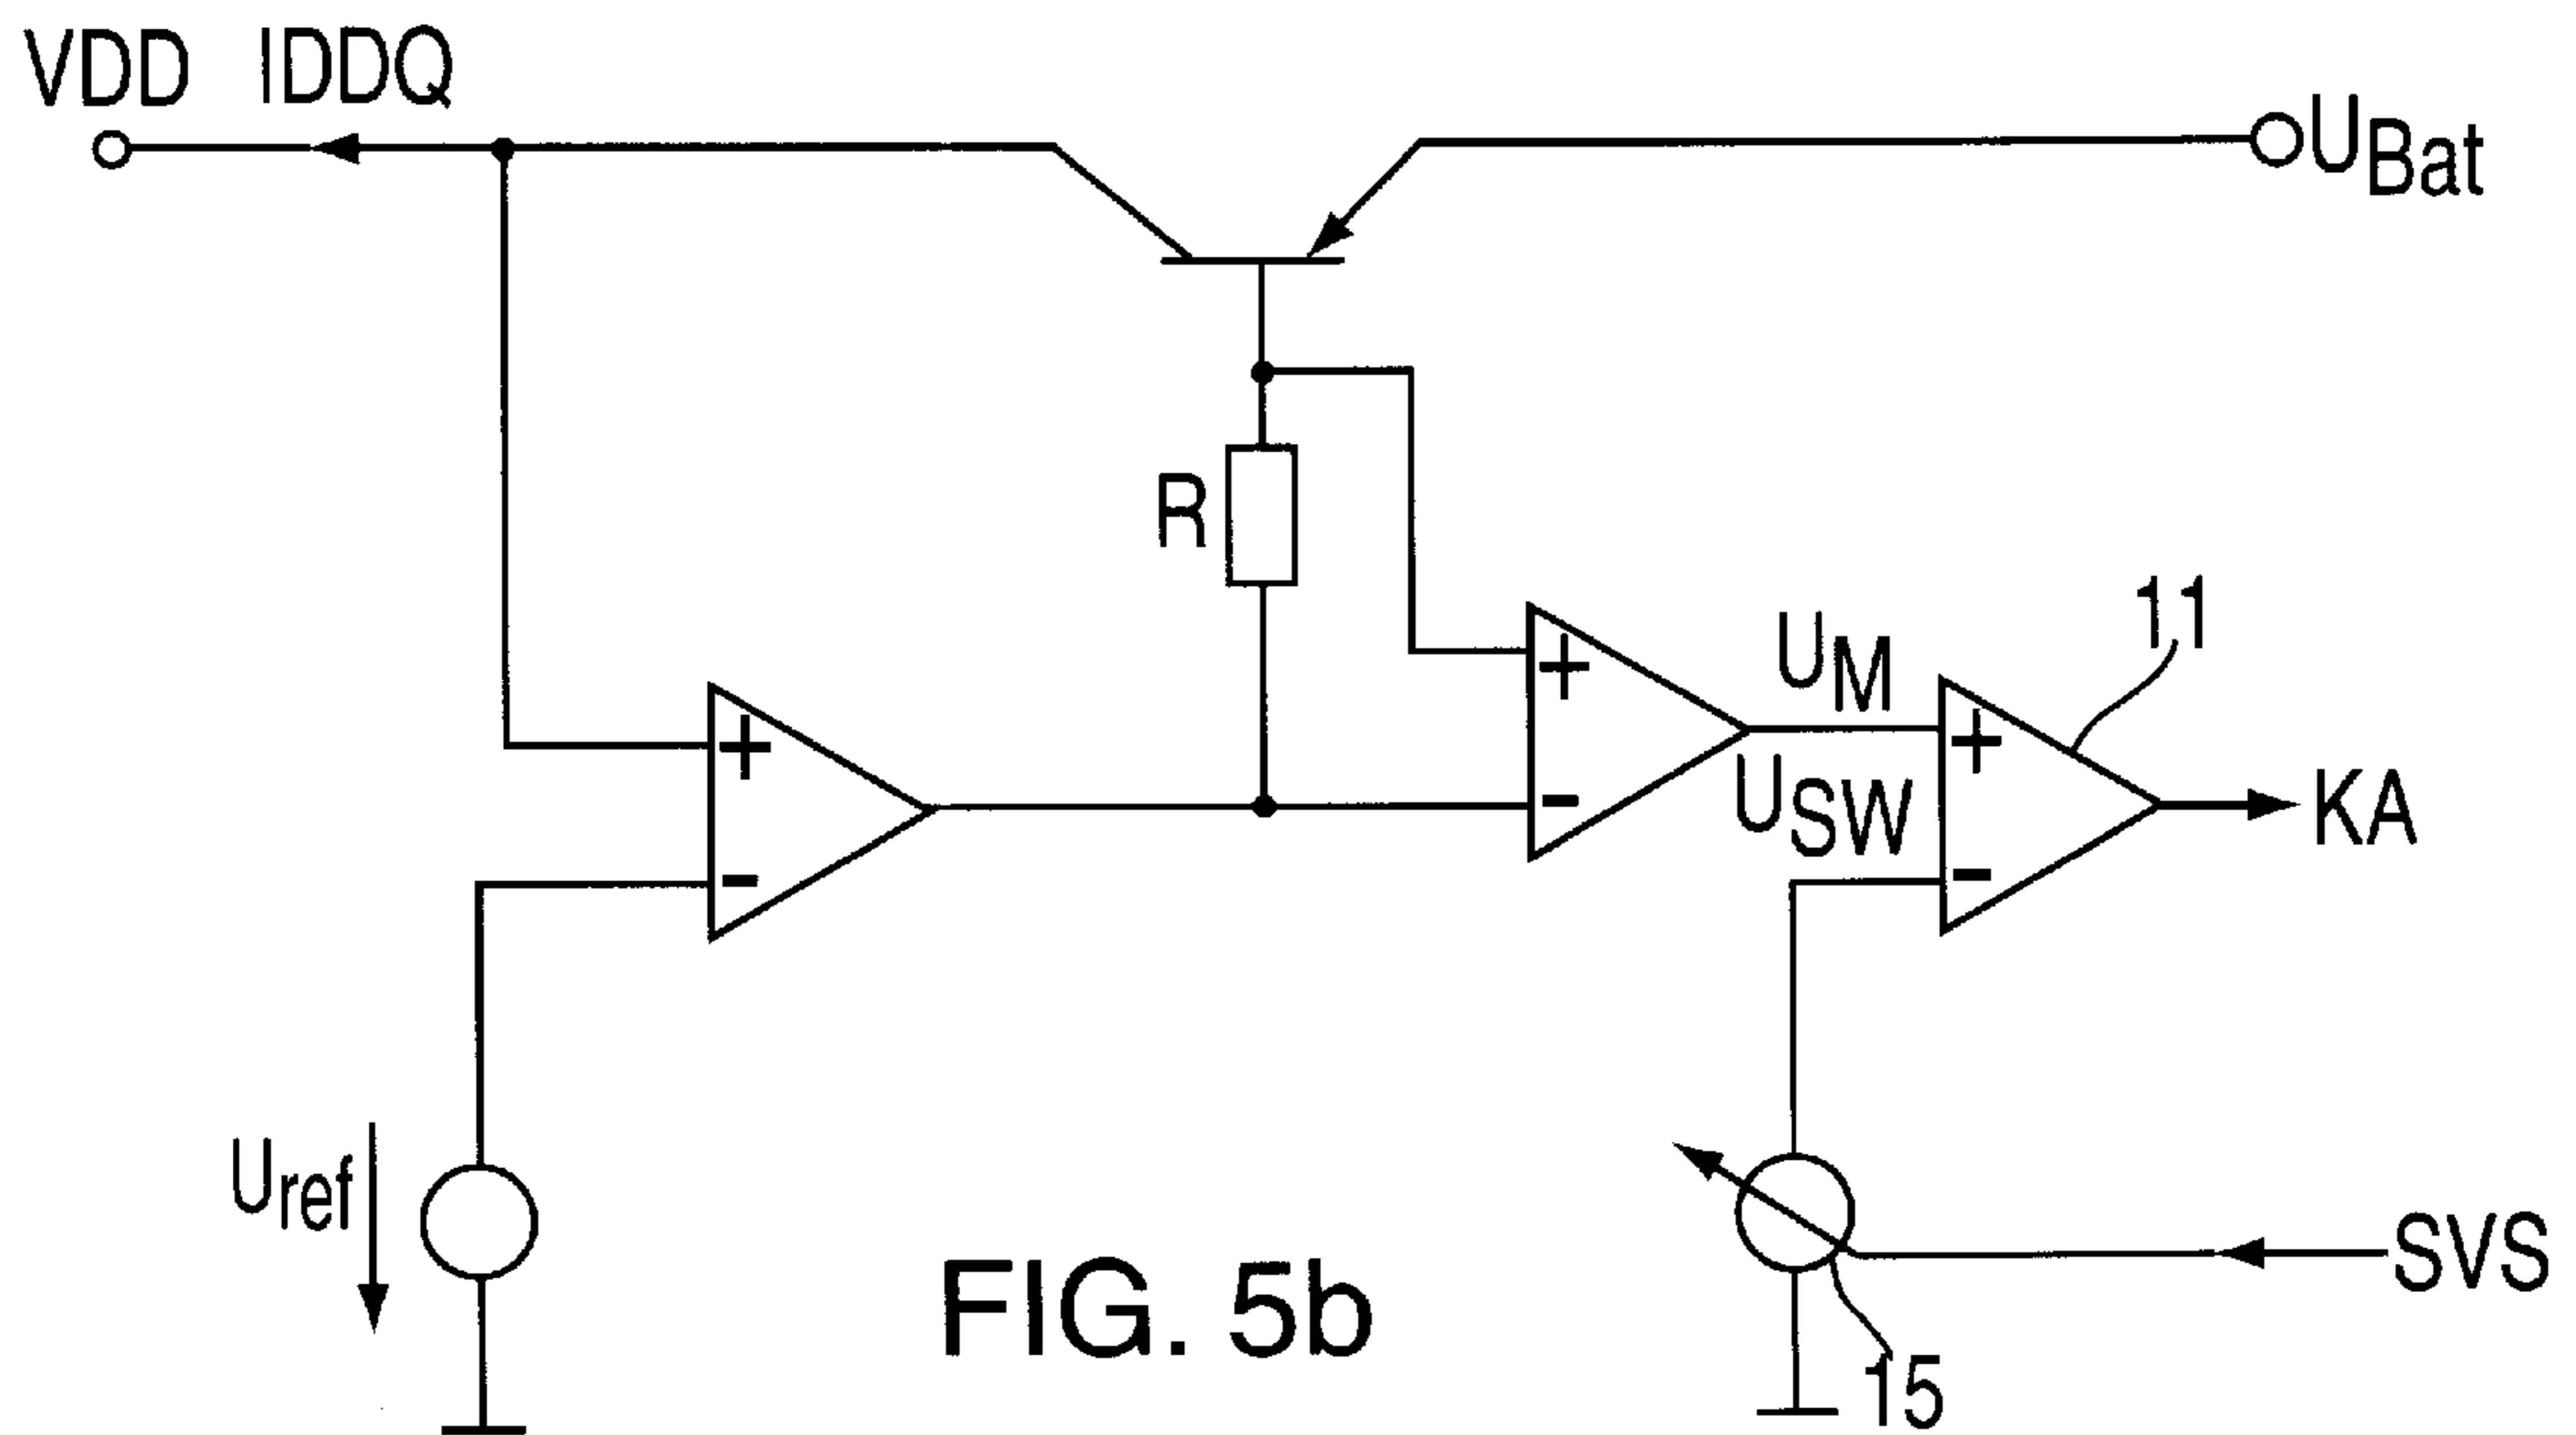 VDD IDDQ
UBat
R
11
UM
+
+
+
USW
KA
-
-
-
Uref
SVS
FIG. 5b
15